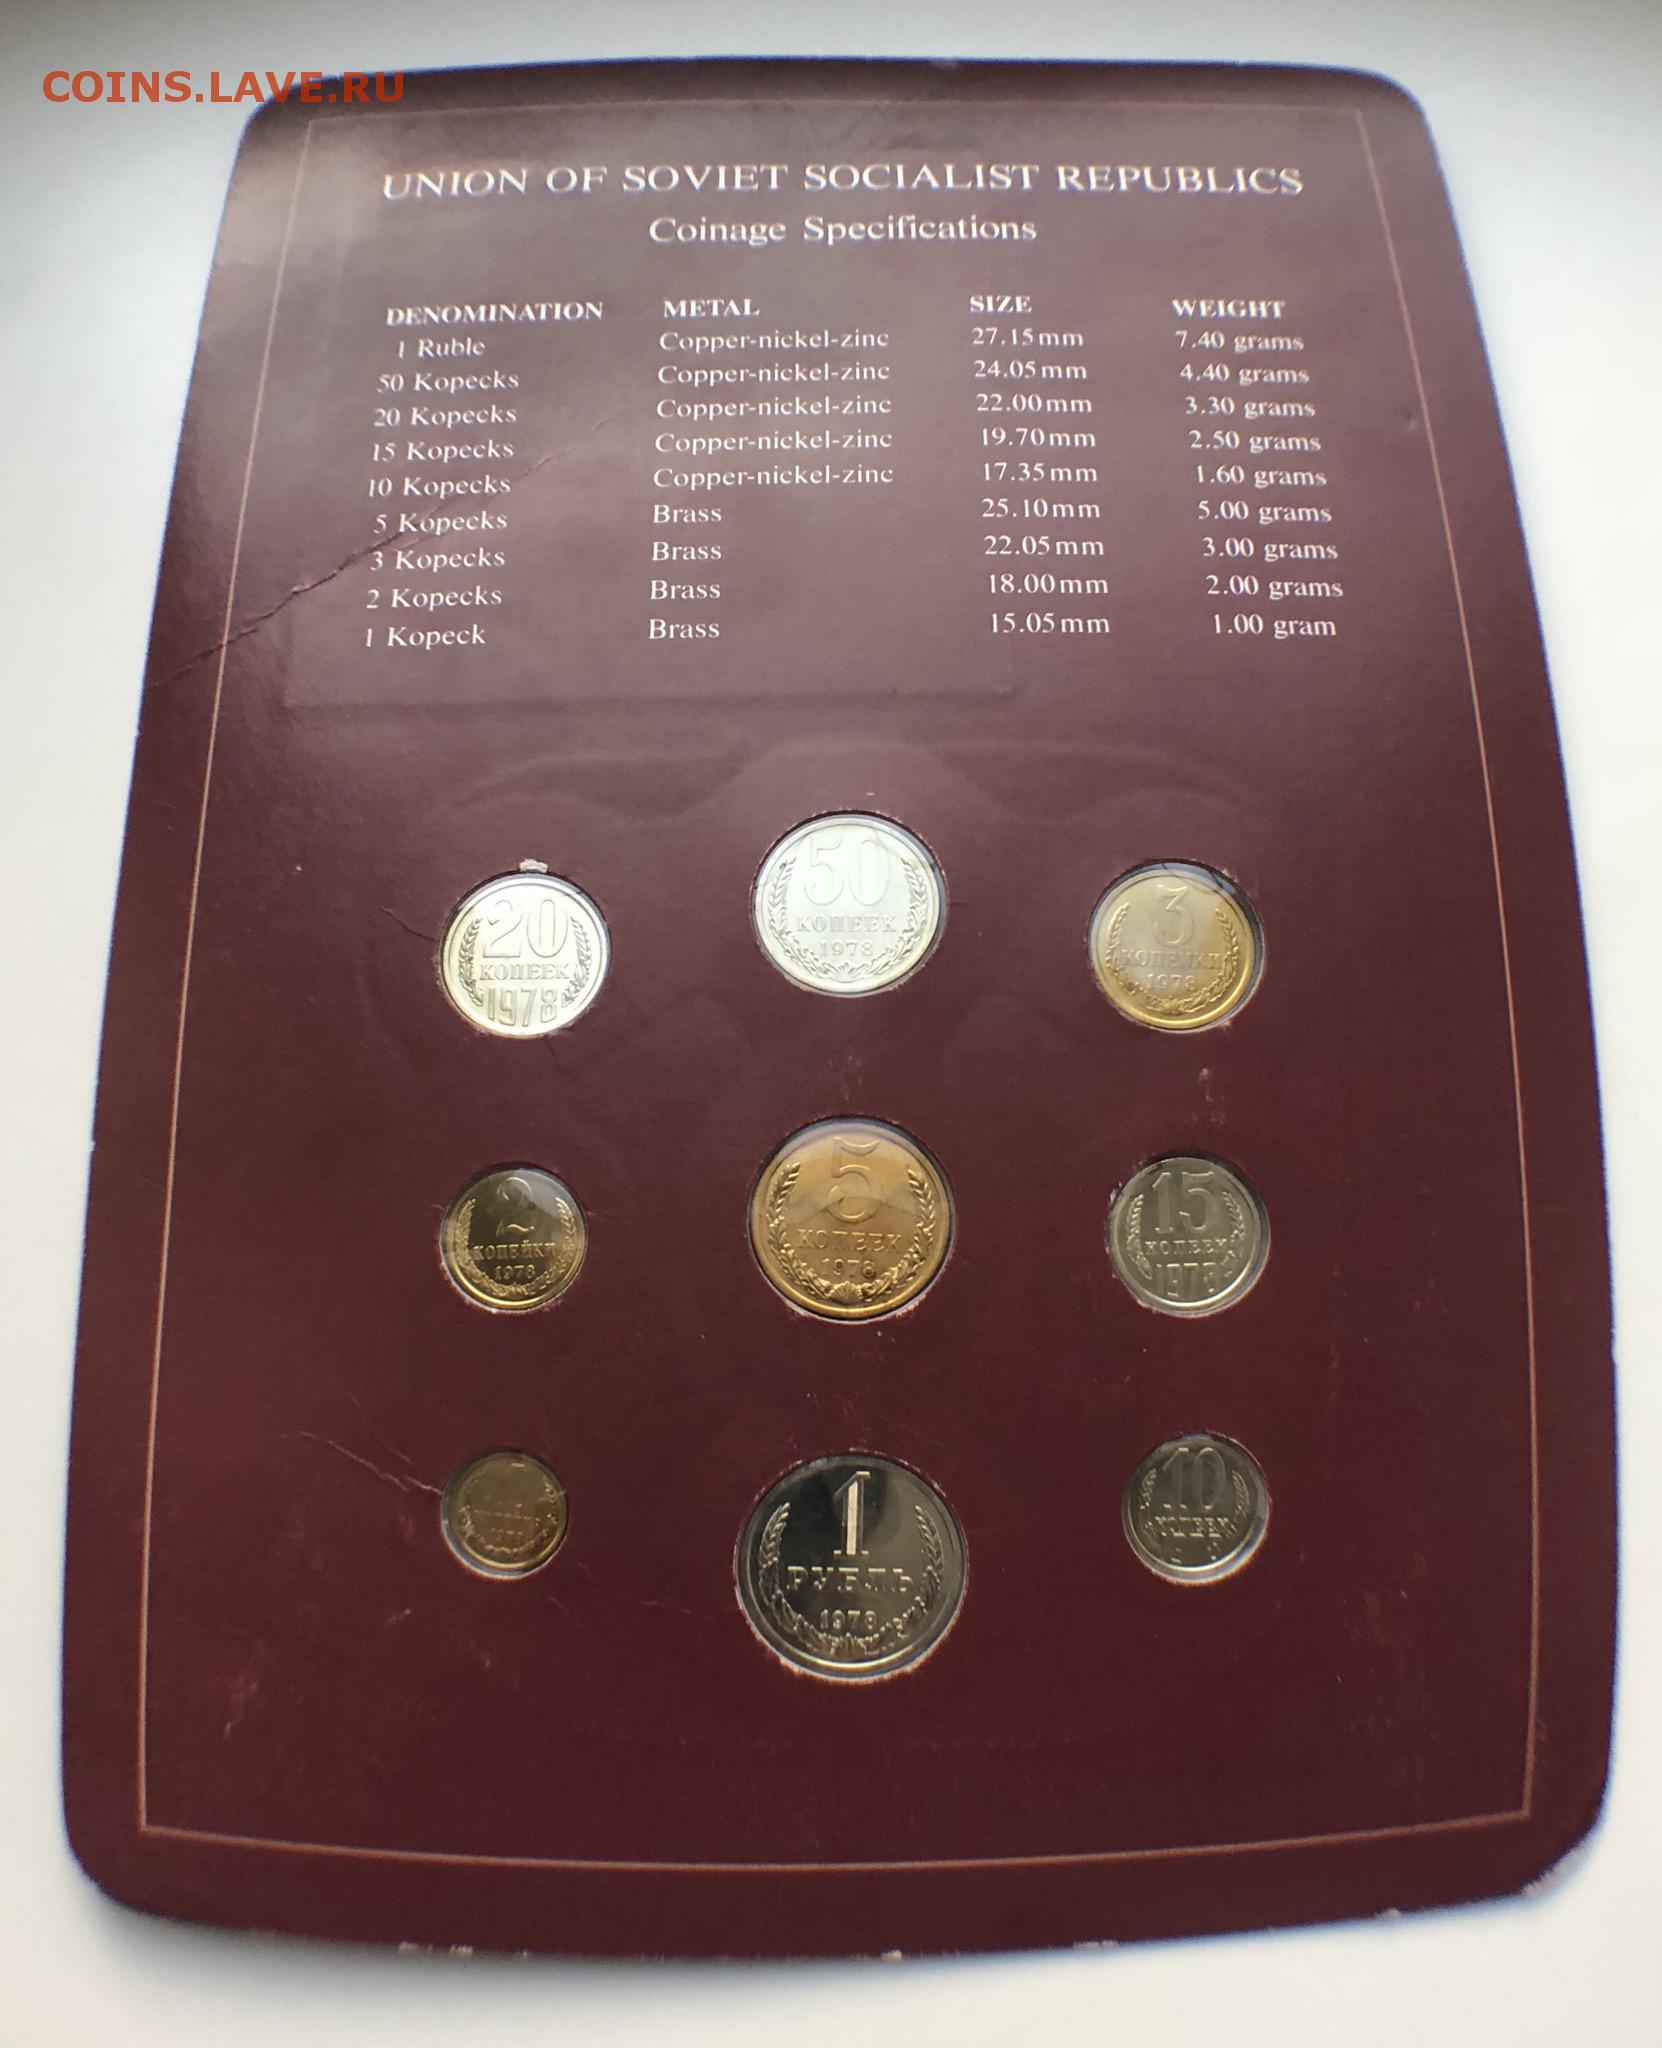 COINS.LAVE.RU
UNION OF SOVIET SOCIALIST REPUBLICS
Coinage Specifications
DENOMINATION METAL SIZE WEIGHT
1 Ruble Copper-nickel-zinc 27.15mm 7.40 grams
50 Kopecks Copper-nickel-zinc 24.05mm 4.40 grams
20 Kopecks Copper-nickel-zinc 22.00mm 3.30 grams
15 Kopecks Copper-nickel-zinc 19.70mm 2.50 grams
10 Kopecks Copper-nickel-zinc 17.35mm 1.60 grams
5 Kopecks Brass 25.10mm 5.00 grams
3 Kopecks Brass 22.05mm 3.00 grams
2 Kopecks Brass 18.00mm 2.00 grams
1 Kopeck Brass 15.05mm 1.00 gram
20
КОПЕЕК
1978
50
КОПЕЕК
1978
3
КОПЕЙКИ
1978
2
КОПЕЙКИ
1978
5
КОПЕЕК
1978
15
КОПЕЕК
1978
1
1
РУБЛЬ
1978
10
КОПЕЕК